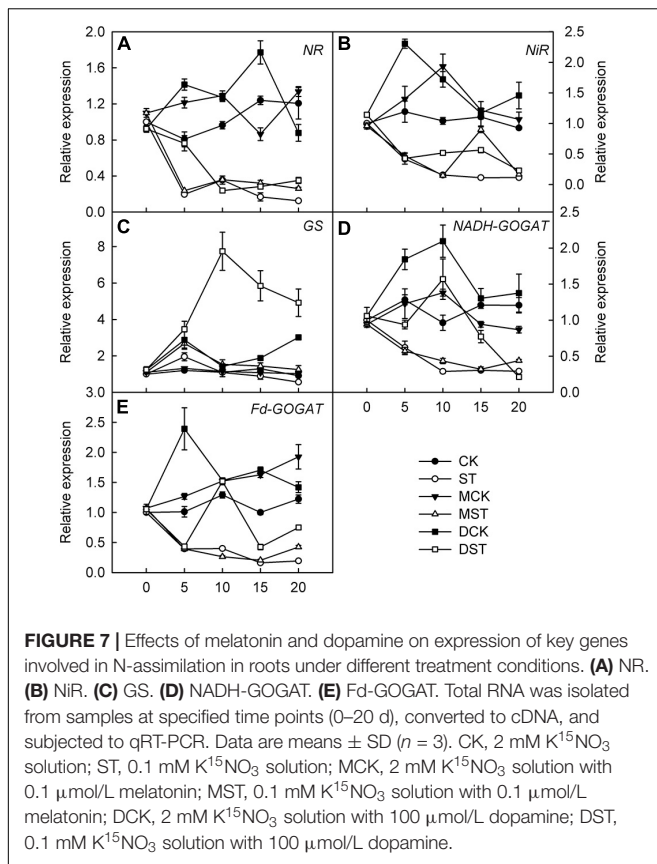 A
NR
B
NiR
2.0
1.6
1.2
0.8
0.4
0.0
Relative expression
2.5
2.0
1.5
1.0
0.5
0.0
Relative expression
C
GS
D
NADH-GOGAT
8
6
4
2
Relative expression
2.5
2.0
1.5
1.0
0.5
0.0
Relative expression
0 5 10 15 20
E
Fd-GOGAT
3.0
2.5
2.0
1.5
1.0
0.5
0.0
Relative expression
0 5 10 15 20
CK
ST
MCK
MST
DCK
DST
FIGURE 7 | Effects of melatonin and dopamine on expression of key genes
involved in N-assimilation in roots under different treatment conditions. (A) NR.
(B) NiR. (C) GS. (D) NADH-GOGAT. (E) Fd-GOGAT. Total RNA was isolated
from samples at specified time points (0–20 d), converted to cDNA, and
subjected to qRT-PCR. Data are means ± SD (n = 3). CK, 2 mM K¹⁵NO₃
solution; ST, 0.1 mM K¹⁵NO₃ solution; MCK, 2 mM K¹⁵NO₃ solution with
0.1 μmol/L melatonin; MST, 0.1 mM K¹⁵NO₃ solution with 0.1 μmol/L
melatonin; DCK, 2 mM K¹⁵NO₃ solution with 100 μmol/L dopamine; DST,
0.1 mM K¹⁵NO₃ solution with 100 μmol/L dopamine.